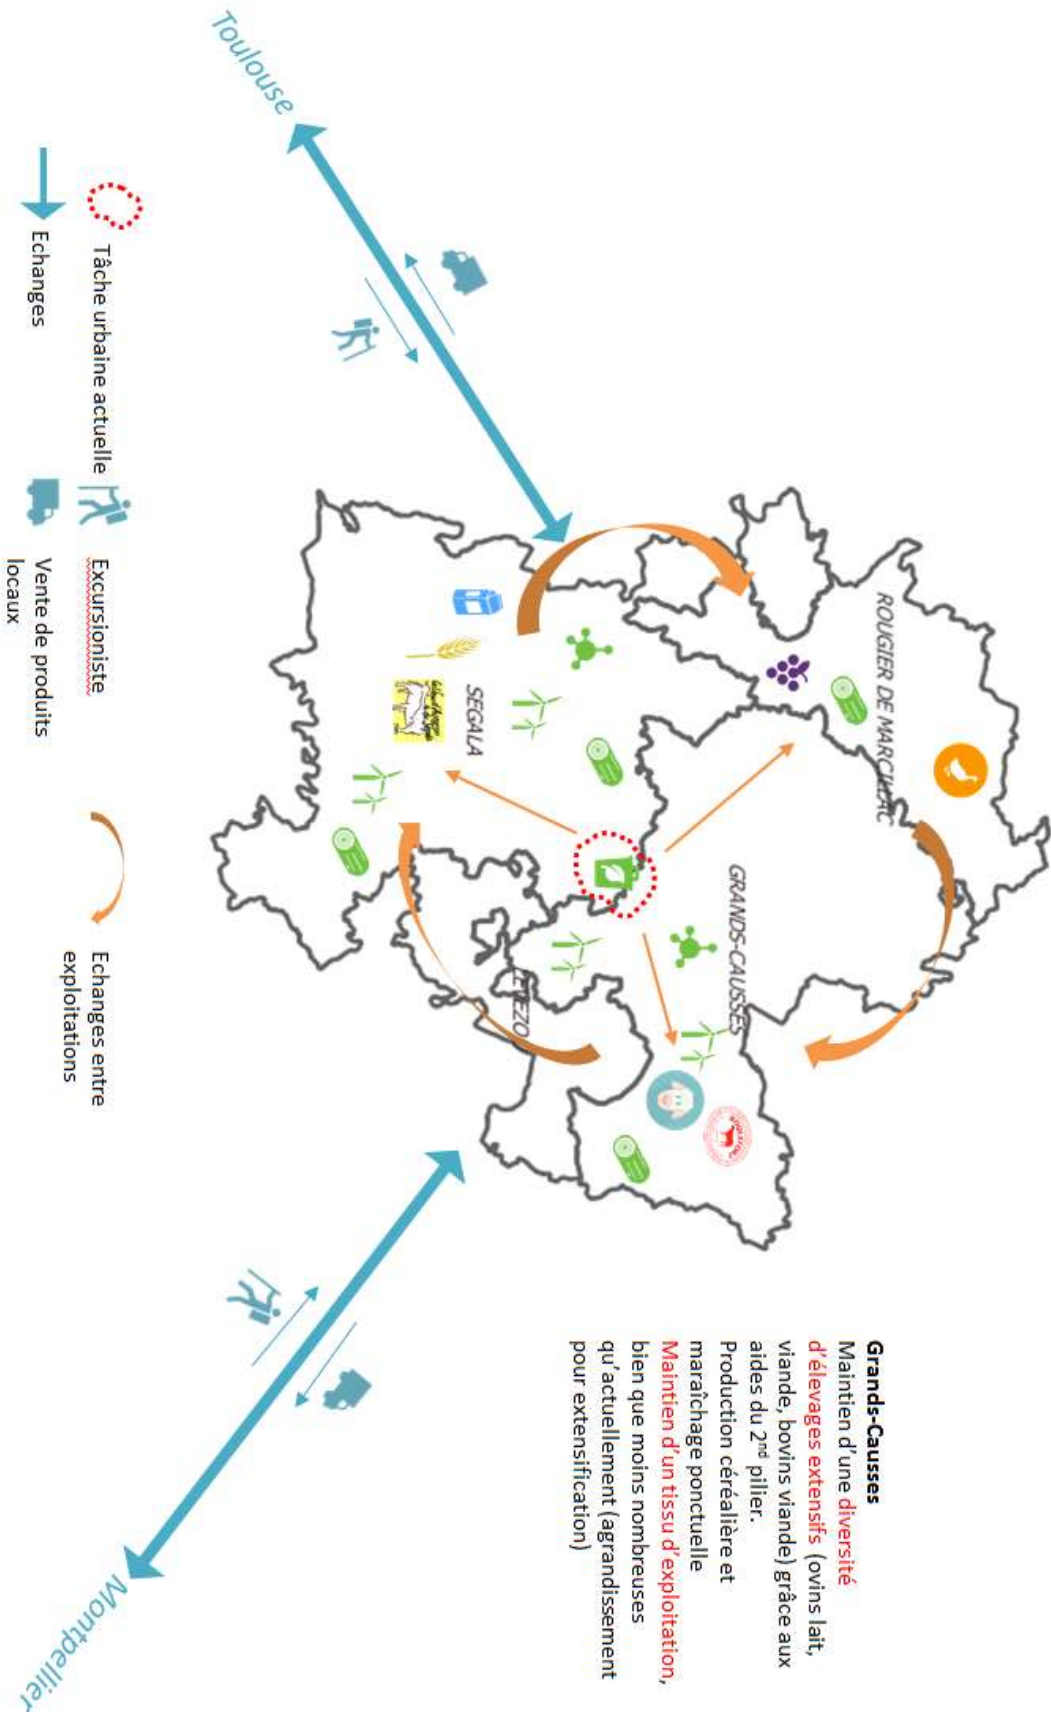 Grands-Causses
Maintien d'une diversité
d'élevages extensifs (ovins lait,
viande, bovins viande) grâce aux
aides du 2nd pilier.
Production céréalière et
maraîchage ponctuelle
Maintien d'un tissu d'exploitation,
bien que moins nombreuses
qu'actuellement (agrandissement
pour extensification)
ROUGIER DE MARCILLAC
GRANDS-CAUSSES
SEGALA
LEVEZO
Toulouse
Montpellier
Tâche urbaine actuelle
Excursioniste
Echanges entre
exploitations
Echanges
Vente de produits
locaux